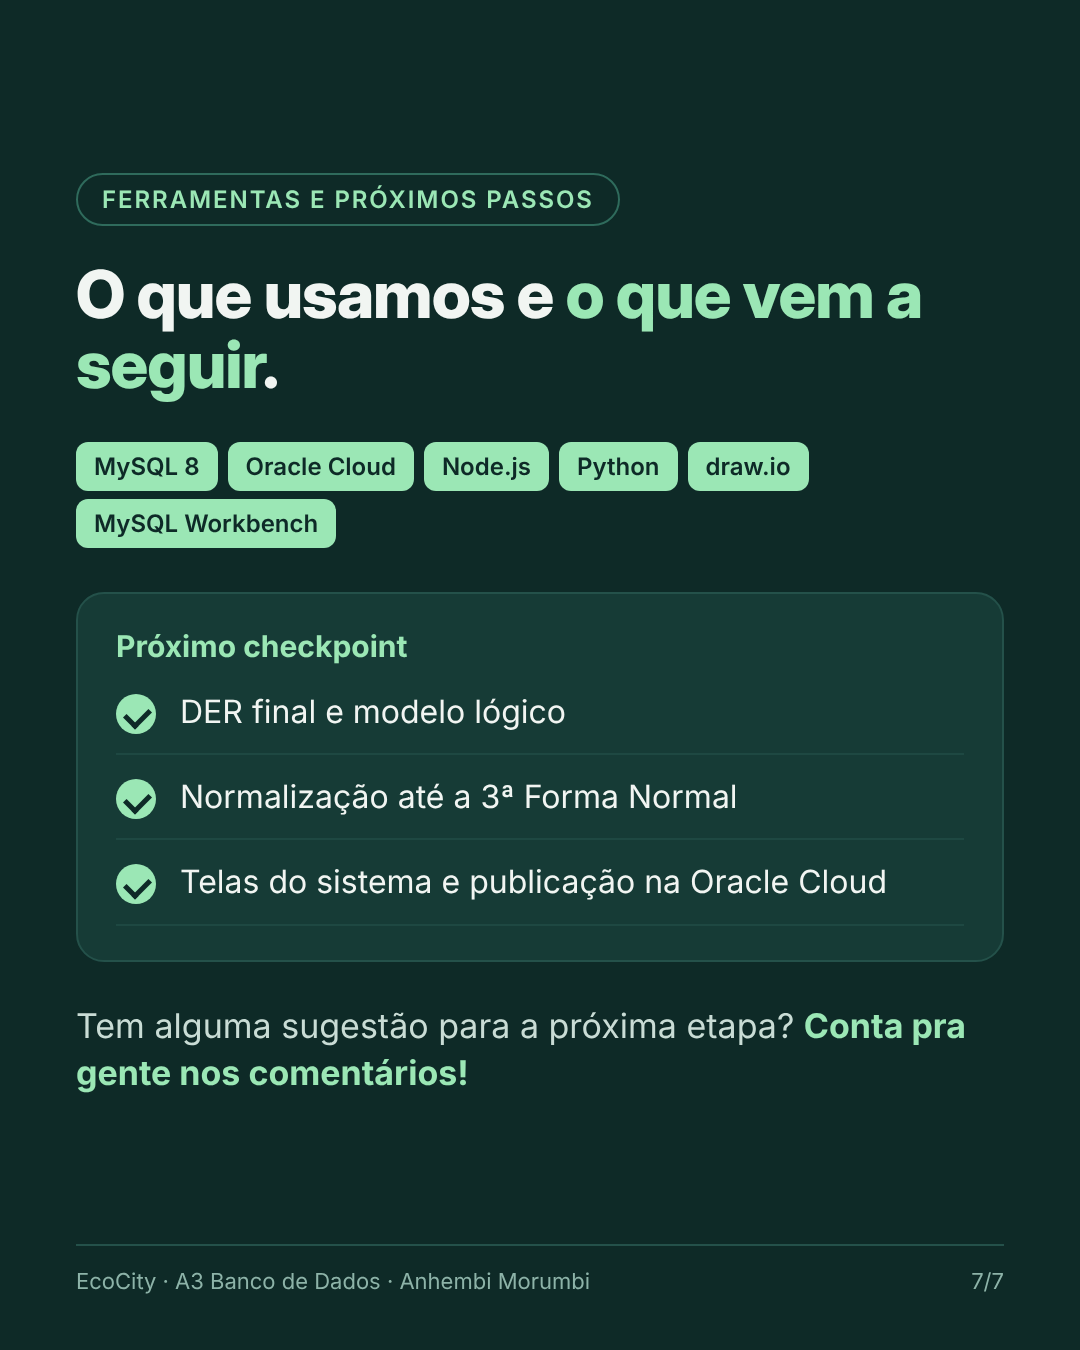 FERRAMENTAS E PRÓXIMOS PASSOS
O que usamos e o que vem a
seguir.
MySQL 8 Oracle Cloud Node.js Python draw.io
MySQL Workbench
Próximo checkpoint
DER final e modelo lógico
Normalização até a 3ª Forma Normal
Telas do sistema e publicação na Oracle Cloud
Tem alguma sugestão para a próxima etapa? Conta pra
gente nos comentários!
EcoCity · A3 Banco de Dados · Anhembi Morumbi 7/7